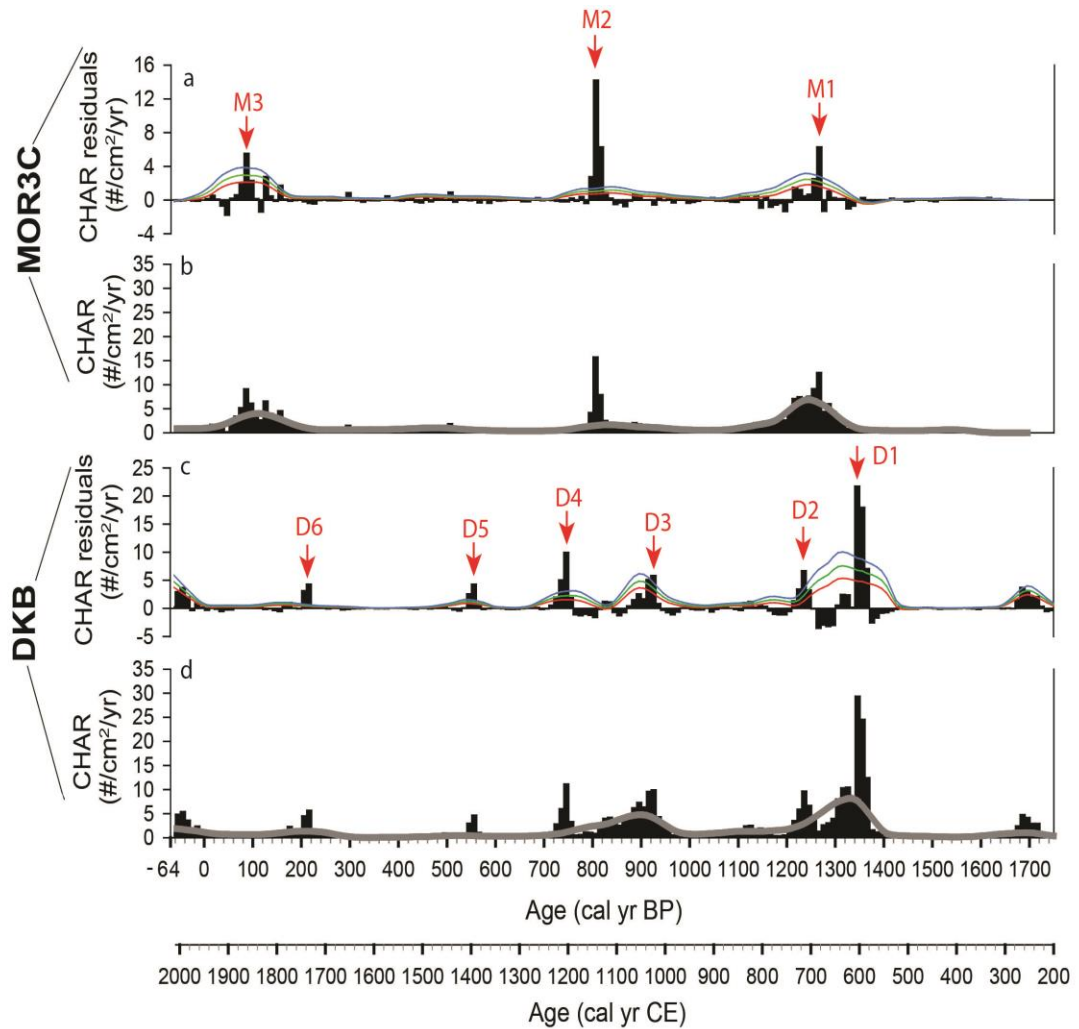 MOR3C
CHAR residuals
(#/cm²/yr)
16
12
8
4
0
-4
a
M3
M2
M1
CHAR
(#/cm²/yr)
35
30
25
20
15
10
5
0
b
DKB
CHAR residuals
(#/cm²/yr)
25
20
15
10
5
0
-5
c
D6
D5
D4
D3
D2
D1
CHAR
(#/cm²/yr)
35
30
25
20
15
10
5
0
d
-64 0 100 200 300 400 500 600 700 800 900 1000 1100 1200 1300 1400 1500 1600 1700
Age (cal yr BP)
2000 1900 1800 1700 1600 1500 1400 1300 1200 1100 1000 900 800 700 600 500 400 300 200
Age (cal yr CE)